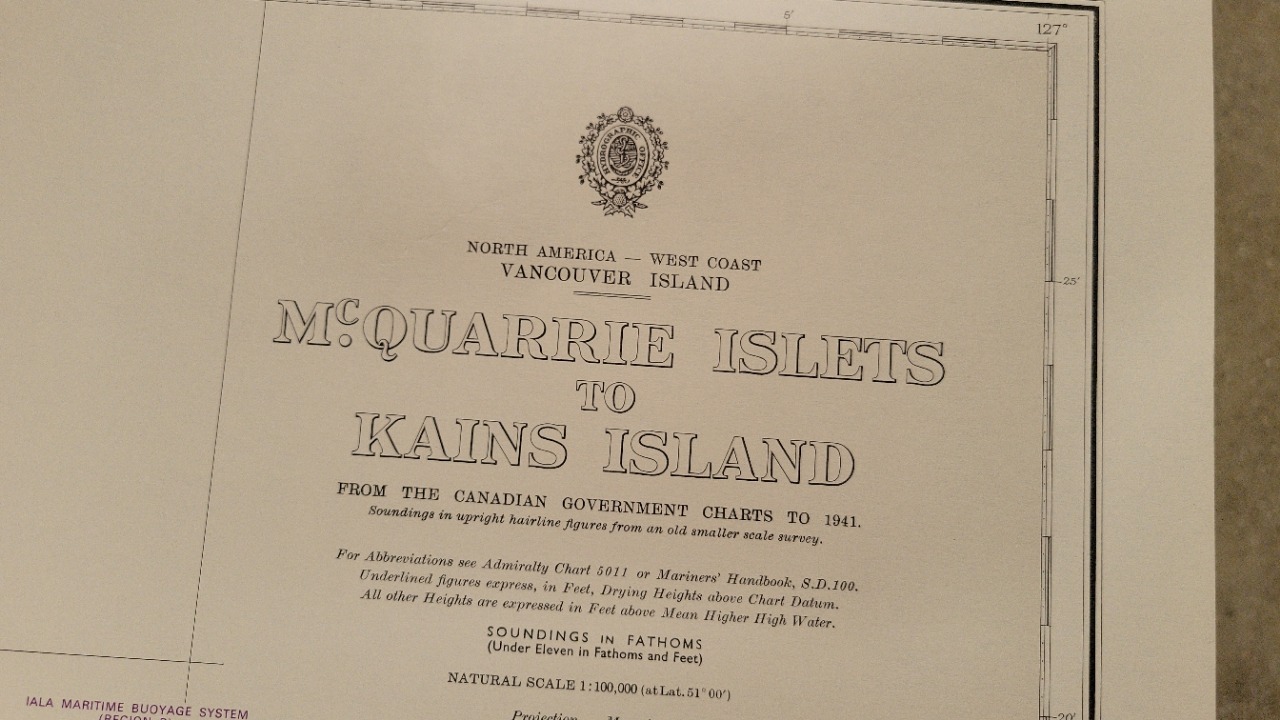 5'
127°
HYDROGRAPHIC OFFICE
NORTH AMERICA — WEST COAST
VANCOUVER ISLAND
25'
McQUARRIE ISLETS
TO
KAINS ISLAND
FROM THE CANADIAN GOVERNMENT CHARTS TO 1941.
Soundings in upright hairline figures from an old smaller scale survey.
For Abbreviations see Admiralty Chart 5011 or Mariners' Handbook, S.D.100.
Underlined figures express, in Feet, Drying Heights above Chart Datum.
All other Heights are expressed in Feet above Mean Higher High Water.
SOUNDINGS IN FATHOMS
(Under Eleven in Fathoms and Feet)
NATURAL SCALE 1:100,000 (at Lat. 51°00')
IALA MARITIME BUOYAGE SYSTEM
(REGION
Projection
20'